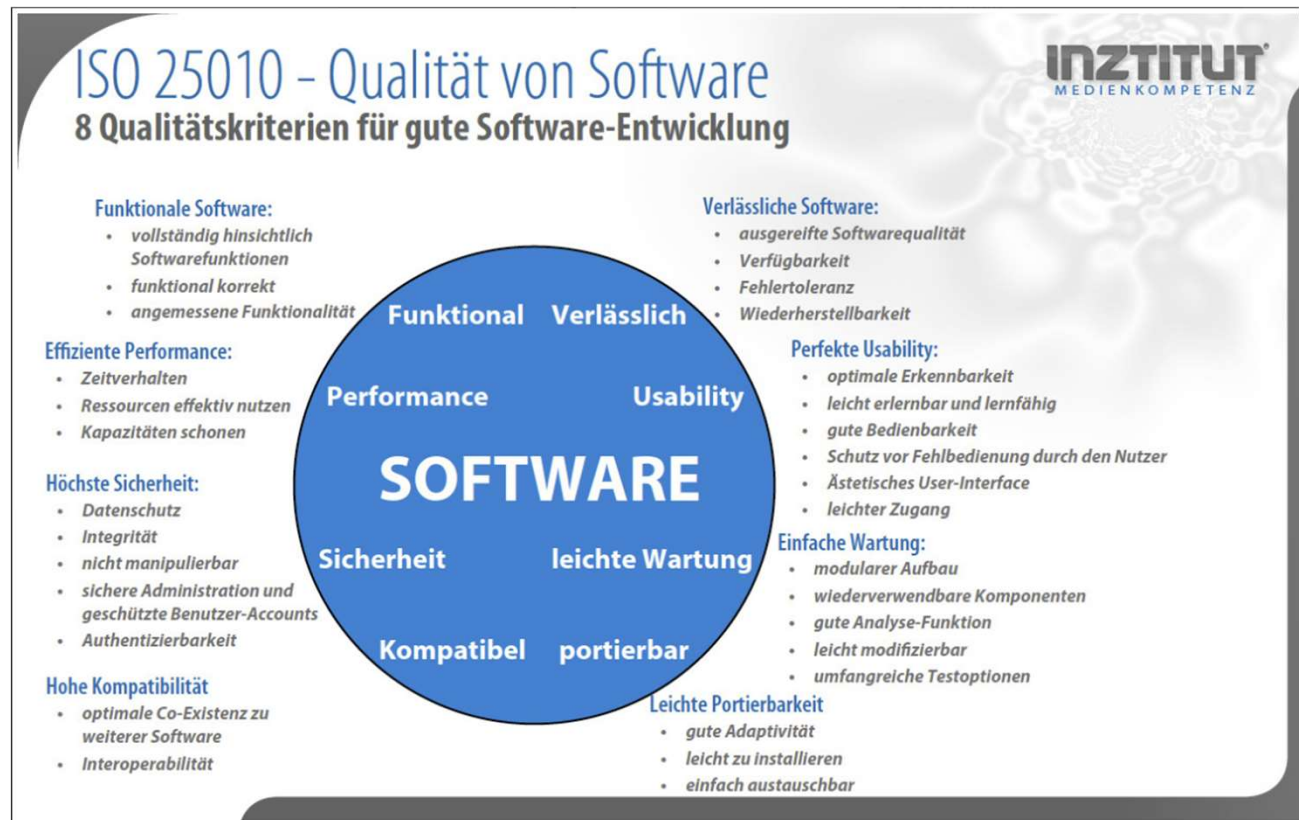 ISO 25010 – Qualität von Software
8 Qualitätskriterien für gute Software-Entwicklung
INZTITUT
MEDIENKOMPETENZ
Funktionale Software:
• vollständig hinsichtlich
Softwarefunktionen
• funktional korrekt
• angemessene Funktionalität
Effiziente Performance:
• Zeitverhalten
• Ressourcen effektiv nutzen
• Kapazitäten schonen
Höchste Sicherheit:
• Datenschutz
• Integrität
• nicht manipulierbar
• sichere Administration und
geschützte Benutzer-Accounts
• Authentizierbarkeit
Hohe Kompatibilität
• optimale Co-Existenz zu
weiterer Software
• Interoperabilität
Funktional Verlässlich
Performance Usability
SOFTWARE
Sicherheit leichte Wartung
Kompatibel portierbar
Verlässliche Software:
• ausgereifte Softwarequalität
• Verfügbarkeit
• Fehlertoleranz
• Wiederherstellbarkeit
Perfekte Usability:
• optimale Erkennbarkeit
• leicht erlernbar und lernfähig
• gute Bedienbarkeit
• Schutz vor Fehlbedienung durch den Nutzer
• Ästetisches User-Interface
• leichter Zugang
Einfache Wartung:
• modularer Aufbau
• wiederverwendbare Komponenten
• gute Analyse-Funktion
• leicht modifizierbar
• umfangreiche Testoptionen
Leichte Portierbarkeit
• gute Adaptivität
• leicht zu installieren
• einfach austauschbar